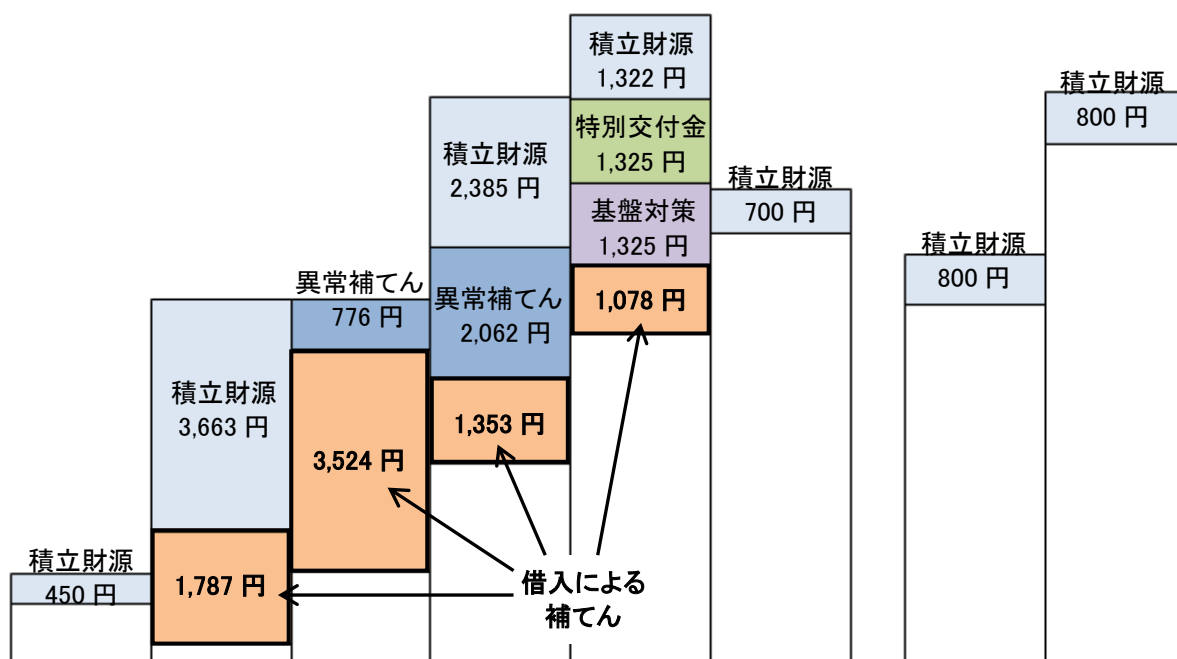 積立財源
450 円
積立財源
3,663 円
1,787 円
異常補てん
776 円
3,524 円
積立財源
2,385 円
異常補てん
2,062 円
1,353 円
積立財源
1,322 円
特別交付金
1,325 円
基盤対策
1,325 円
1,078 円
積立財源
700 円
積立財源
800 円
積立財源
800 円
借入による
補てん